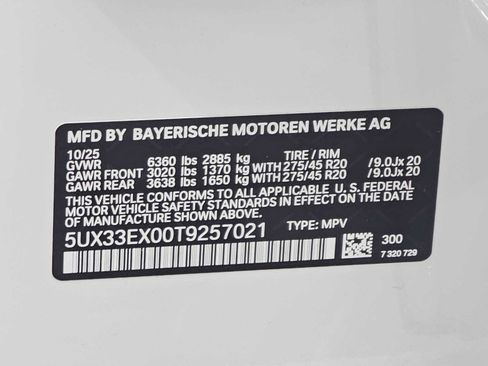 MFD BY BAYERISCHE MOTOREN WERKE AG
10/25 TIRE / RIM
GVWR 6360 lbs 2885 kg
GAWR FRONT 3020 lbs 1370 kg WITH 275/45 R20 /9.0Jx 20
GAWR REAR 3638 lbs 1650 kg WITH 275/45 R20 /9.0Jx 20
THIS VEHICLE CONFORMS TO ALL APPLICABLE U. S. FEDERAL
MOTOR VEHICLE SAFETY STANDARDS IN EFFECT ON THE DATE
OF MANUFACTURE SHOWN ABOVE.
5UX33EX00T9257021 TYPE: MPV
300
7 320 729